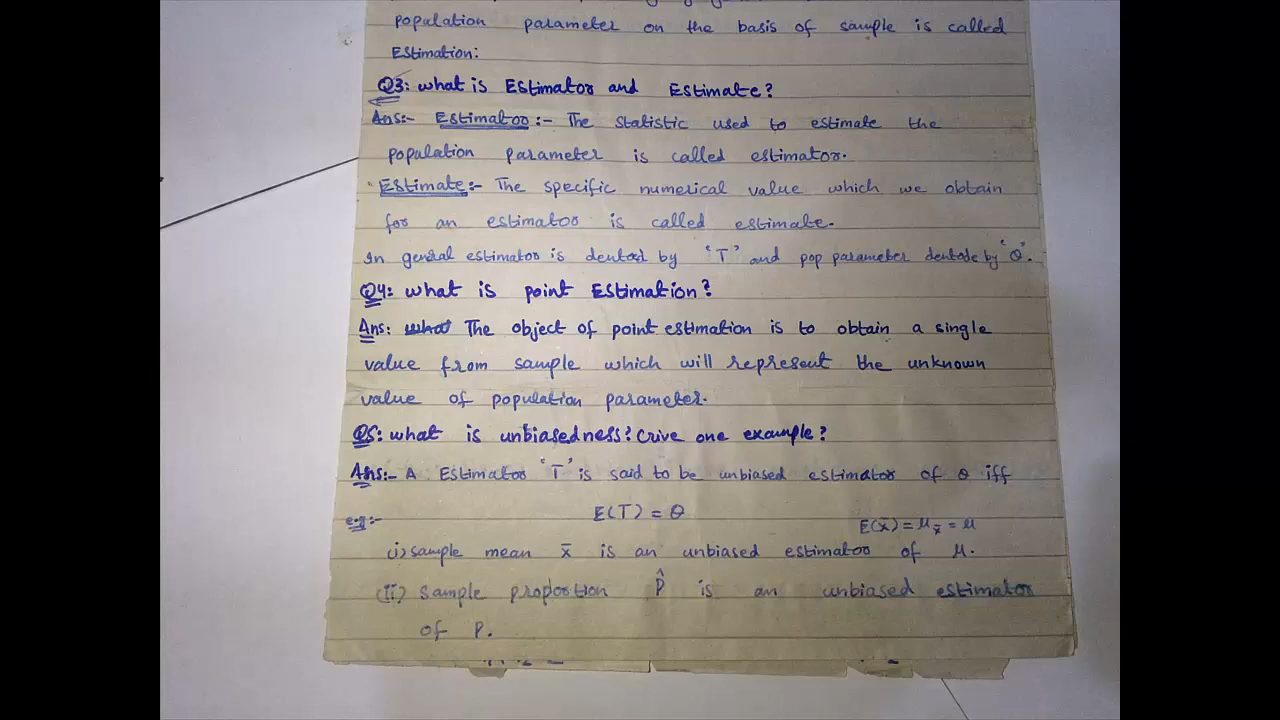 population parameter on the basis of sample is called
Estimation:
Q3: what is Estimator and Estimate?
Ans:- Estimator:- The statistic used to estimate the
population parameter is called estimator.
Estimate:- The specific numerical value which we obtain
for an estimator is called estimate.
In general estimator is dented by 'T' and pop parameter dentode by 'θ'.
Q4: what is point Estimation?
Ans: what The object of point estimation is to obtain a single
value from sample which will represent the unknown
value of population parameter.
Q5: what is unbiasedness? Give one example?
Ans:- A Estimator 'T' is said to be unbiased estimator of θ iff
E(T) = θ
e.g:- E(x̄) = μx̄ = μ
(i) sample mean x̄ is an unbiased estimator of μ.
(ii) Sample proportion P̂ is an unbiased estimator
of P.